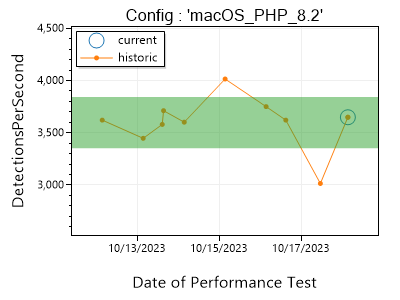 Config : 'macOS_PHP_8.2'
4,500
current
historic
4,000
3,500
3,000
DetectionsPerSecond
10/13/2023 10/15/2023 10/17/2023
Date of Performance Test